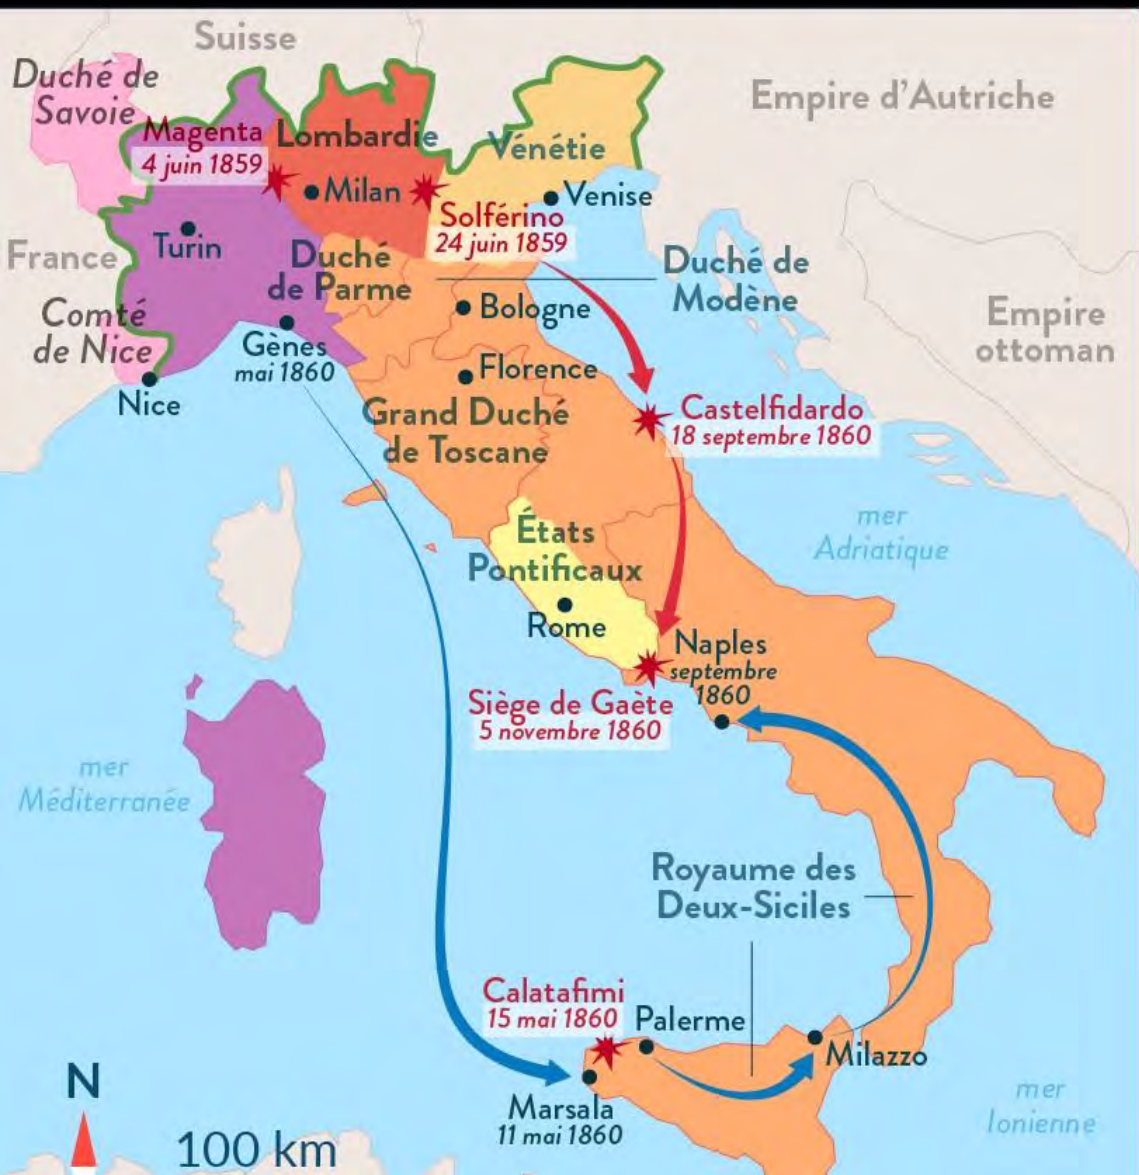 Suisse
Duché de
Savoie
Empire d'Autriche
Magenta
4 juin 1859
Lombardie
Vénétie
Milan
Venise
Solférino
24 juin 1859
Turin
France
Duché
de Parme
Duché de
Modène
Comté
de Nice
Bologne
Empire
ottoman
Gênes
mai 1860
Florence
Nice
Grand Duché
de Toscane
Castelfidardo
18 septembre 1860
mer
Adriatique
États
Pontificaux
Rome
Naples
septembre
1860
Siège de Gaète
5 novembre 1860
mer
Méditerranée
Royaume des
Deux-Siciles
Calatafimi
15 mai 1860
Palerme
Milazzo
Marsala
11 mai 1860
mer
Ionienne
N
100 km